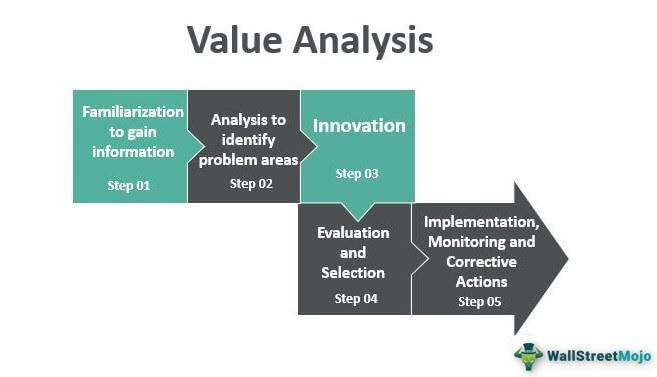 Value Analysis
Familiarization
to gain
information
Step 01
Analysis to
identify
problem areas
Step 02
Innovation
Step 03
Evaluation
and
Selection
Step 04
Implementation,
Monitoring and
Corrective
Actions
Step 05
WallStreetMojo